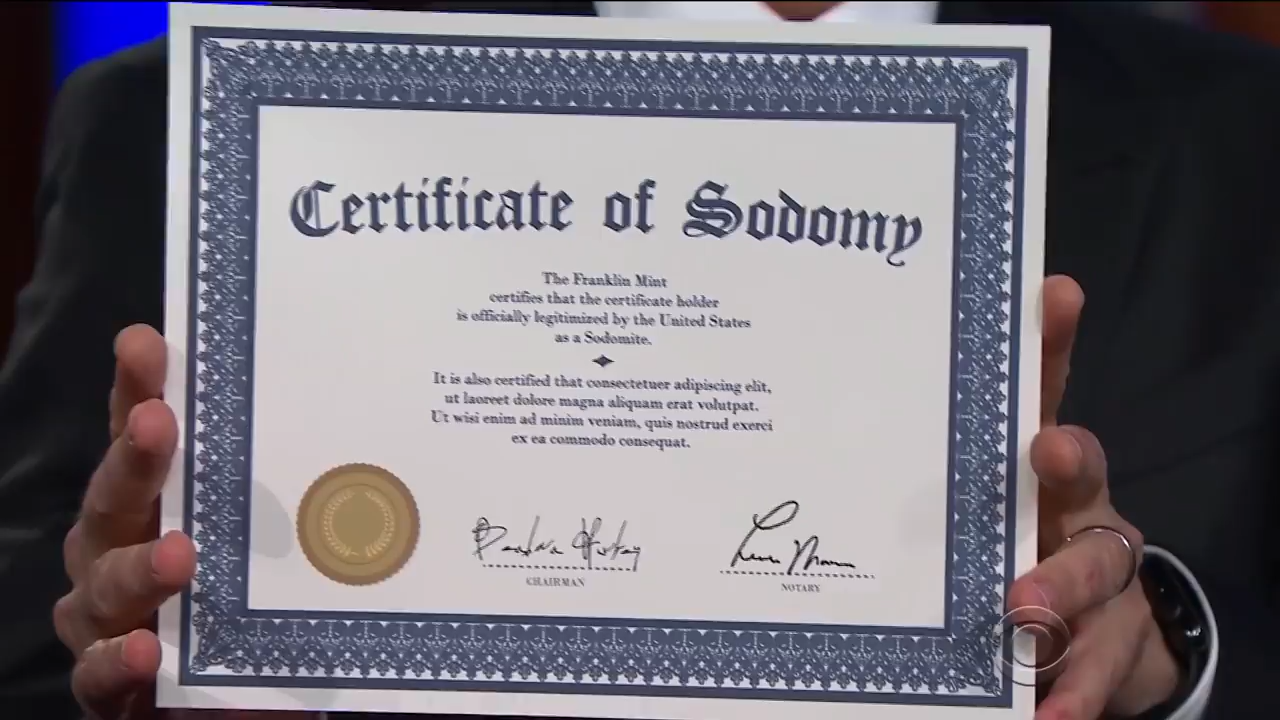 Certificate of Sodomy
The Franklin Mint
certifies that the certificate holder
is officially legitimized by the United States
as a Sodomite.
It is also certified that consectetuer adipiscing elit,
ut laoreet dolore magna aliquam erat volutpat.
Ut wisi enim ad minim veniam, quis nostrud exerci
ex ea commodo consequat.
CHAIRMAN
NOTARY